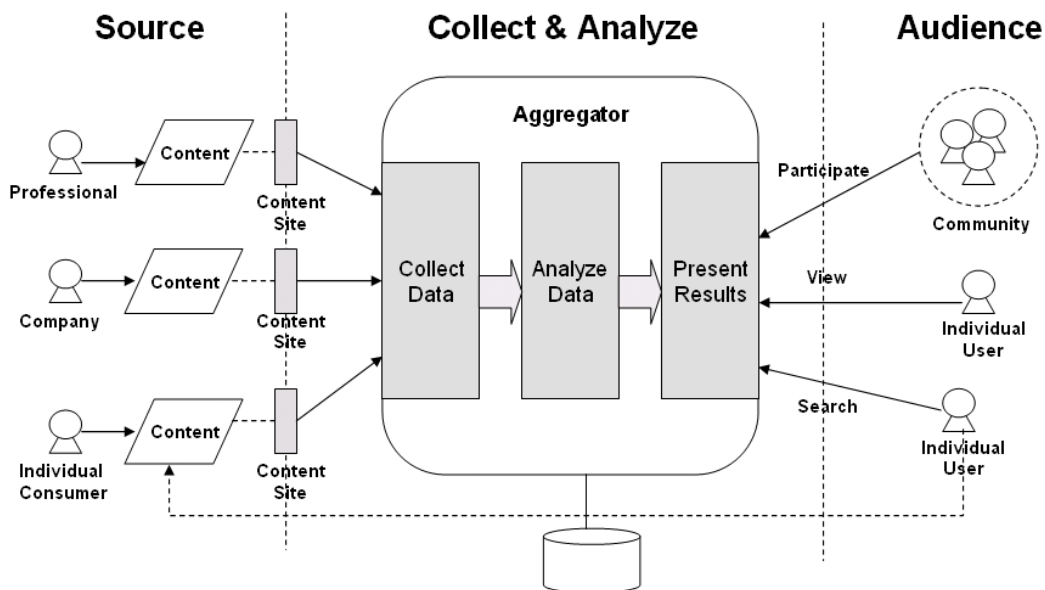 Source
Collect & Analyze
Audience
Aggregator
Content
Professional
Content
Site
Content
Company
Content
Site
Content
Individual
Consumer
Content
Site
Collect
Data
Analyze
Data
Present
Results
Participate
Community
View
Individual
User
Search
Individual
User